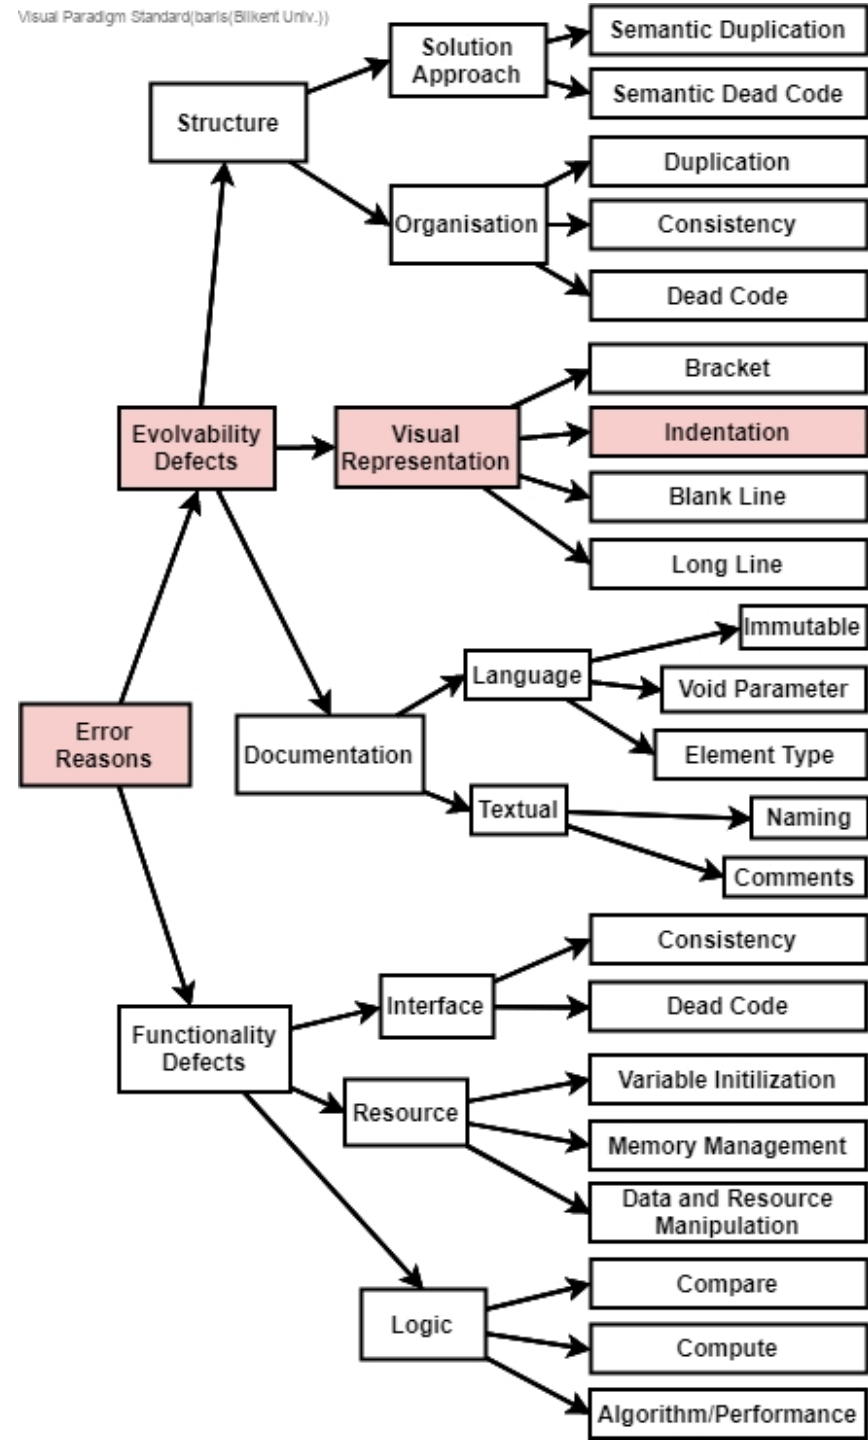 Visual Paradigm Standard(baris(Bilkent Univ.))
Solution
Approach
Semantic Duplication
Semantic Dead Code
Structure
Organisation
Duplication
Consistency
Dead Code
Evolvability
Defects
Visual
Representation
Bracket
Indentation
Blank Line
Long Line
Error
Reasons
Documentation
Language
Immutable
Void Parameter
Element Type
Textual
Naming
Comments
Functionality
Defects
Interface
Consistency
Dead Code
Resource
Variable Initilization
Memory Management
Data and Resource
Manipulation
Logic
Compare
Compute
Algorithm/Performance